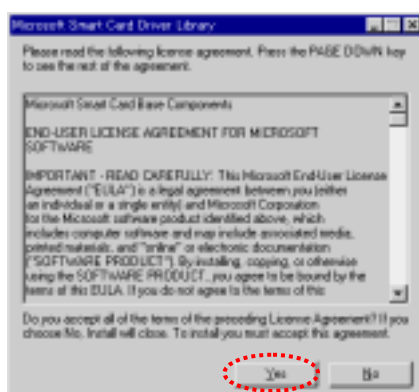 Microsoft Smart Card Driver Library
Please read the following license agreement. Press the PAGE DOWN key
to see the rest of the agreement.
Microsoft Smart Card Base Components
END-USER LICENSE AGREEMENT FOR MICROSOFT
SOFTWARE
IMPORTANT - READ CAREFULLY: This Microsoft End-User License
Agreement ("EULA") is a legal agreement between you (either
an individual or a single entity) and Microsoft Corporation
for the Microsoft software product identified above, which
includes computer software and may include associated media,
printed materials, and "online" or electronic documentation
("SOFTWARE PRODUCT"). By installing, copying, or otherwise
using the SOFTWARE PRODUCT, you agree to be bound by the
terms of this EULA. If you do not agree to the terms of this
Do you accept all of the terms of the preceding License Agreement? If you
choose No, Install will close. To install you must accept this agreement.
Yes
No